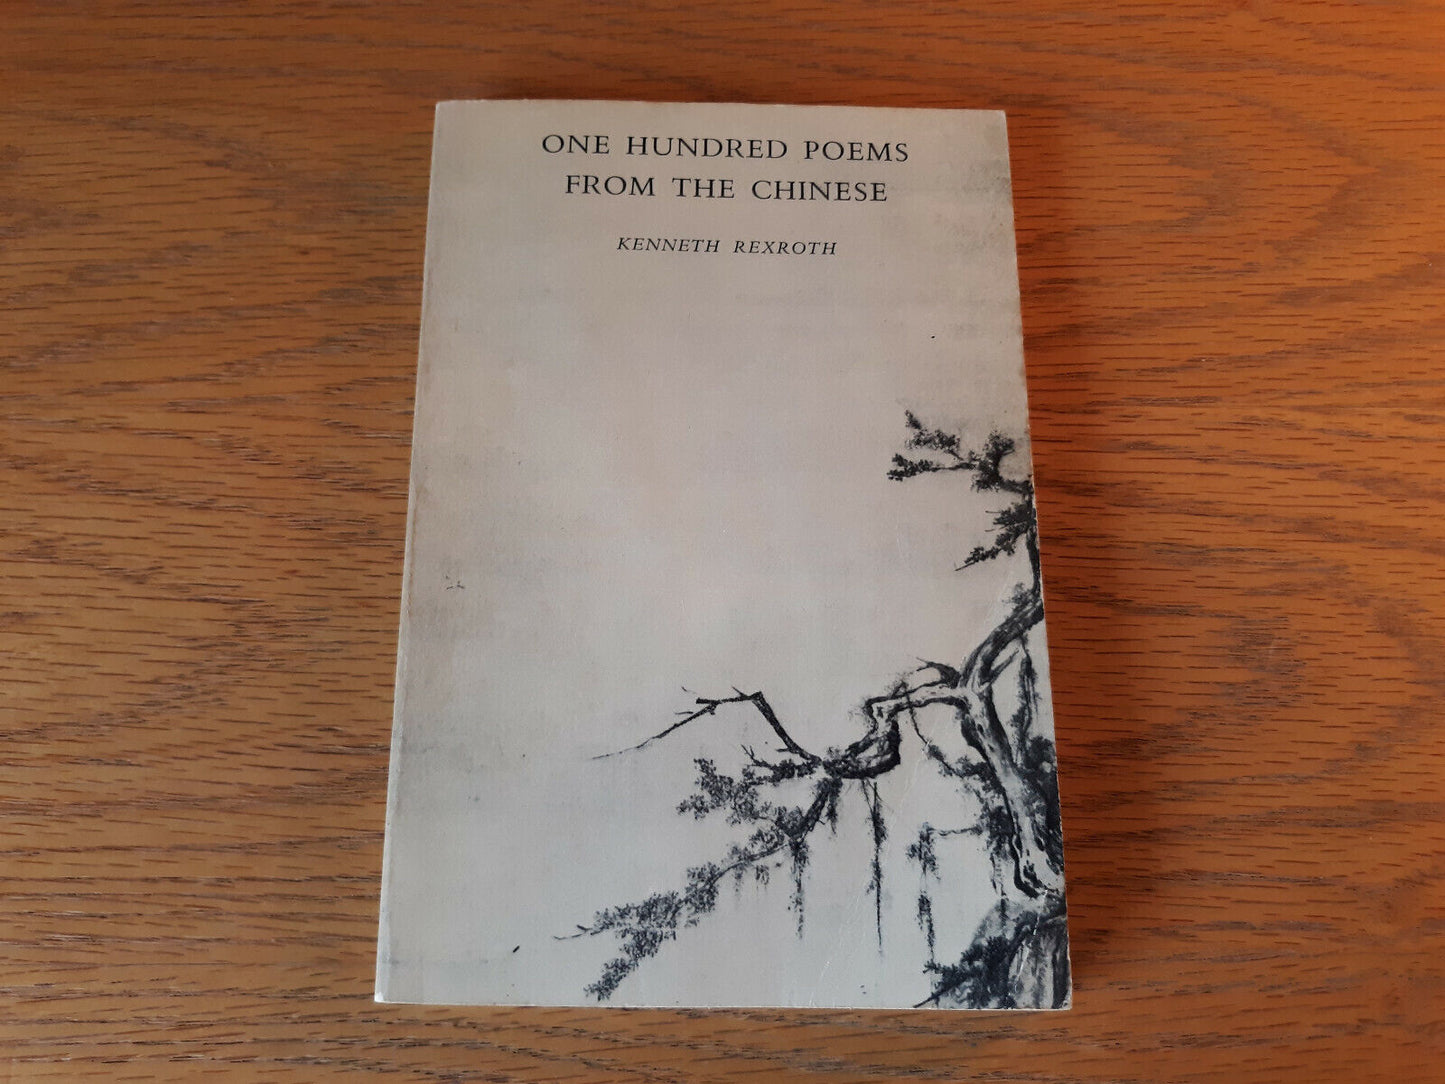 ONE HUNDRED POEMS
FROM THE CHINESE
KENNETH REXROTH